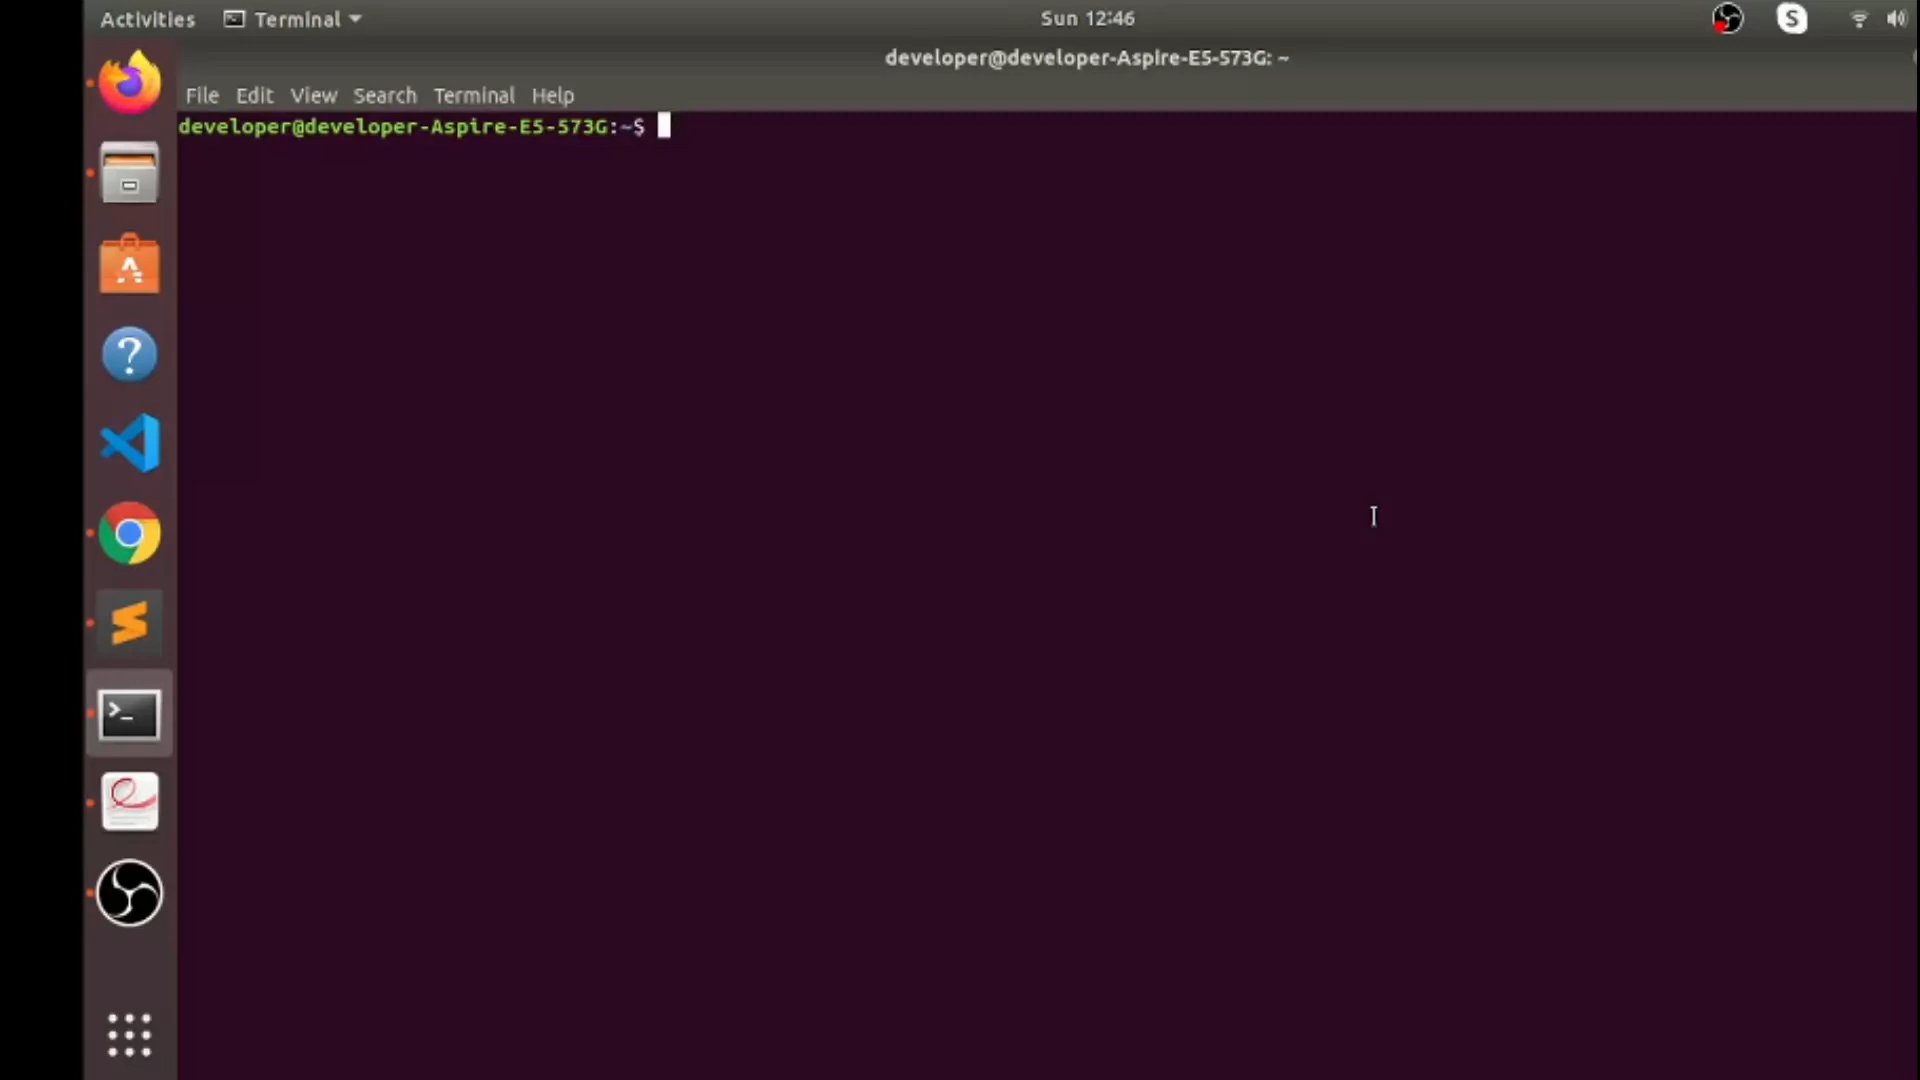 Activities Terminal Sun 12:46
developer@developer-Aspire-E5-573G: ~
File Edit View Search Terminal Help
developer@developer-Aspire-E5-573G:~$